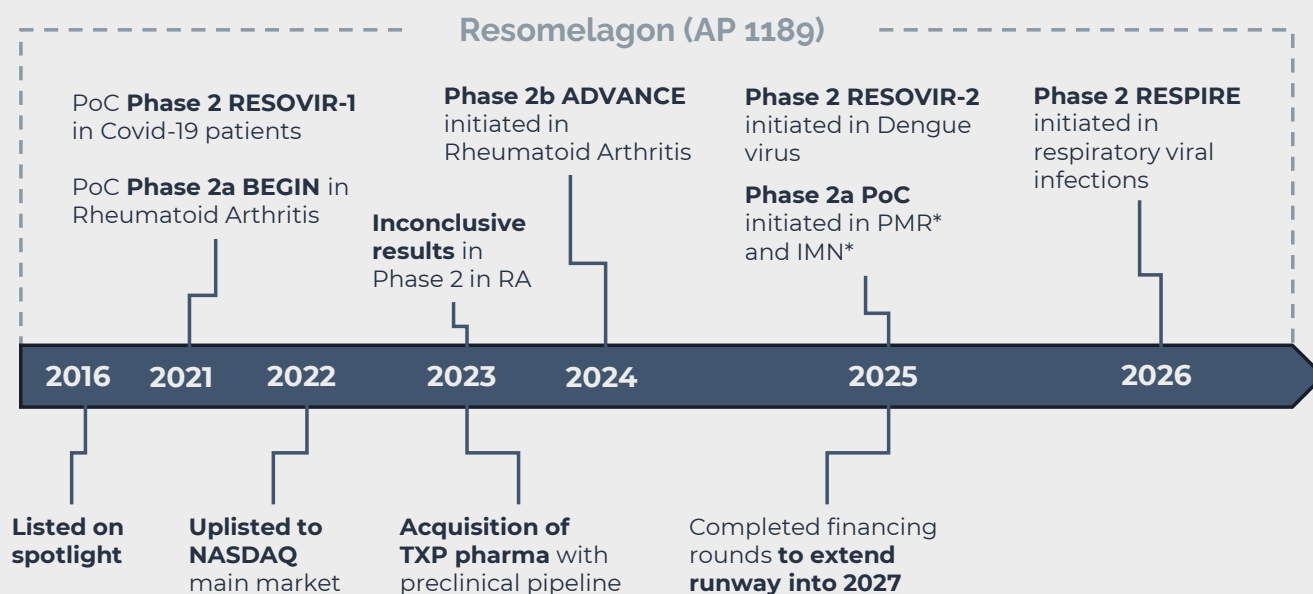 Resomelagon (AP 1189)
PoC Phase 2 RESOVIR-1
in Covid-19 patients
PoC Phase 2a BEGIN in
Rheumatoid Arthritis
Inconclusive
results in
Phase 2 in RA
Phase 2b ADVANCE
initiated in
Rheumatoid Arthritis
Phase 2 RESOVIR-2
initiated in Dengue
virus
Phase 2a PoC
initiated in PMR*
and IMN*
Phase 2 RESPIRE
initiated in
respiratory viral
infections
2016 2021 2022 2023 2024 2025 2026
Listed on
spotlight
Uplisted to
NASDAQ
main market
Acquisition of
TXP pharma with
preclinical pipeline
Completed financing
rounds to extend
runway into 2027